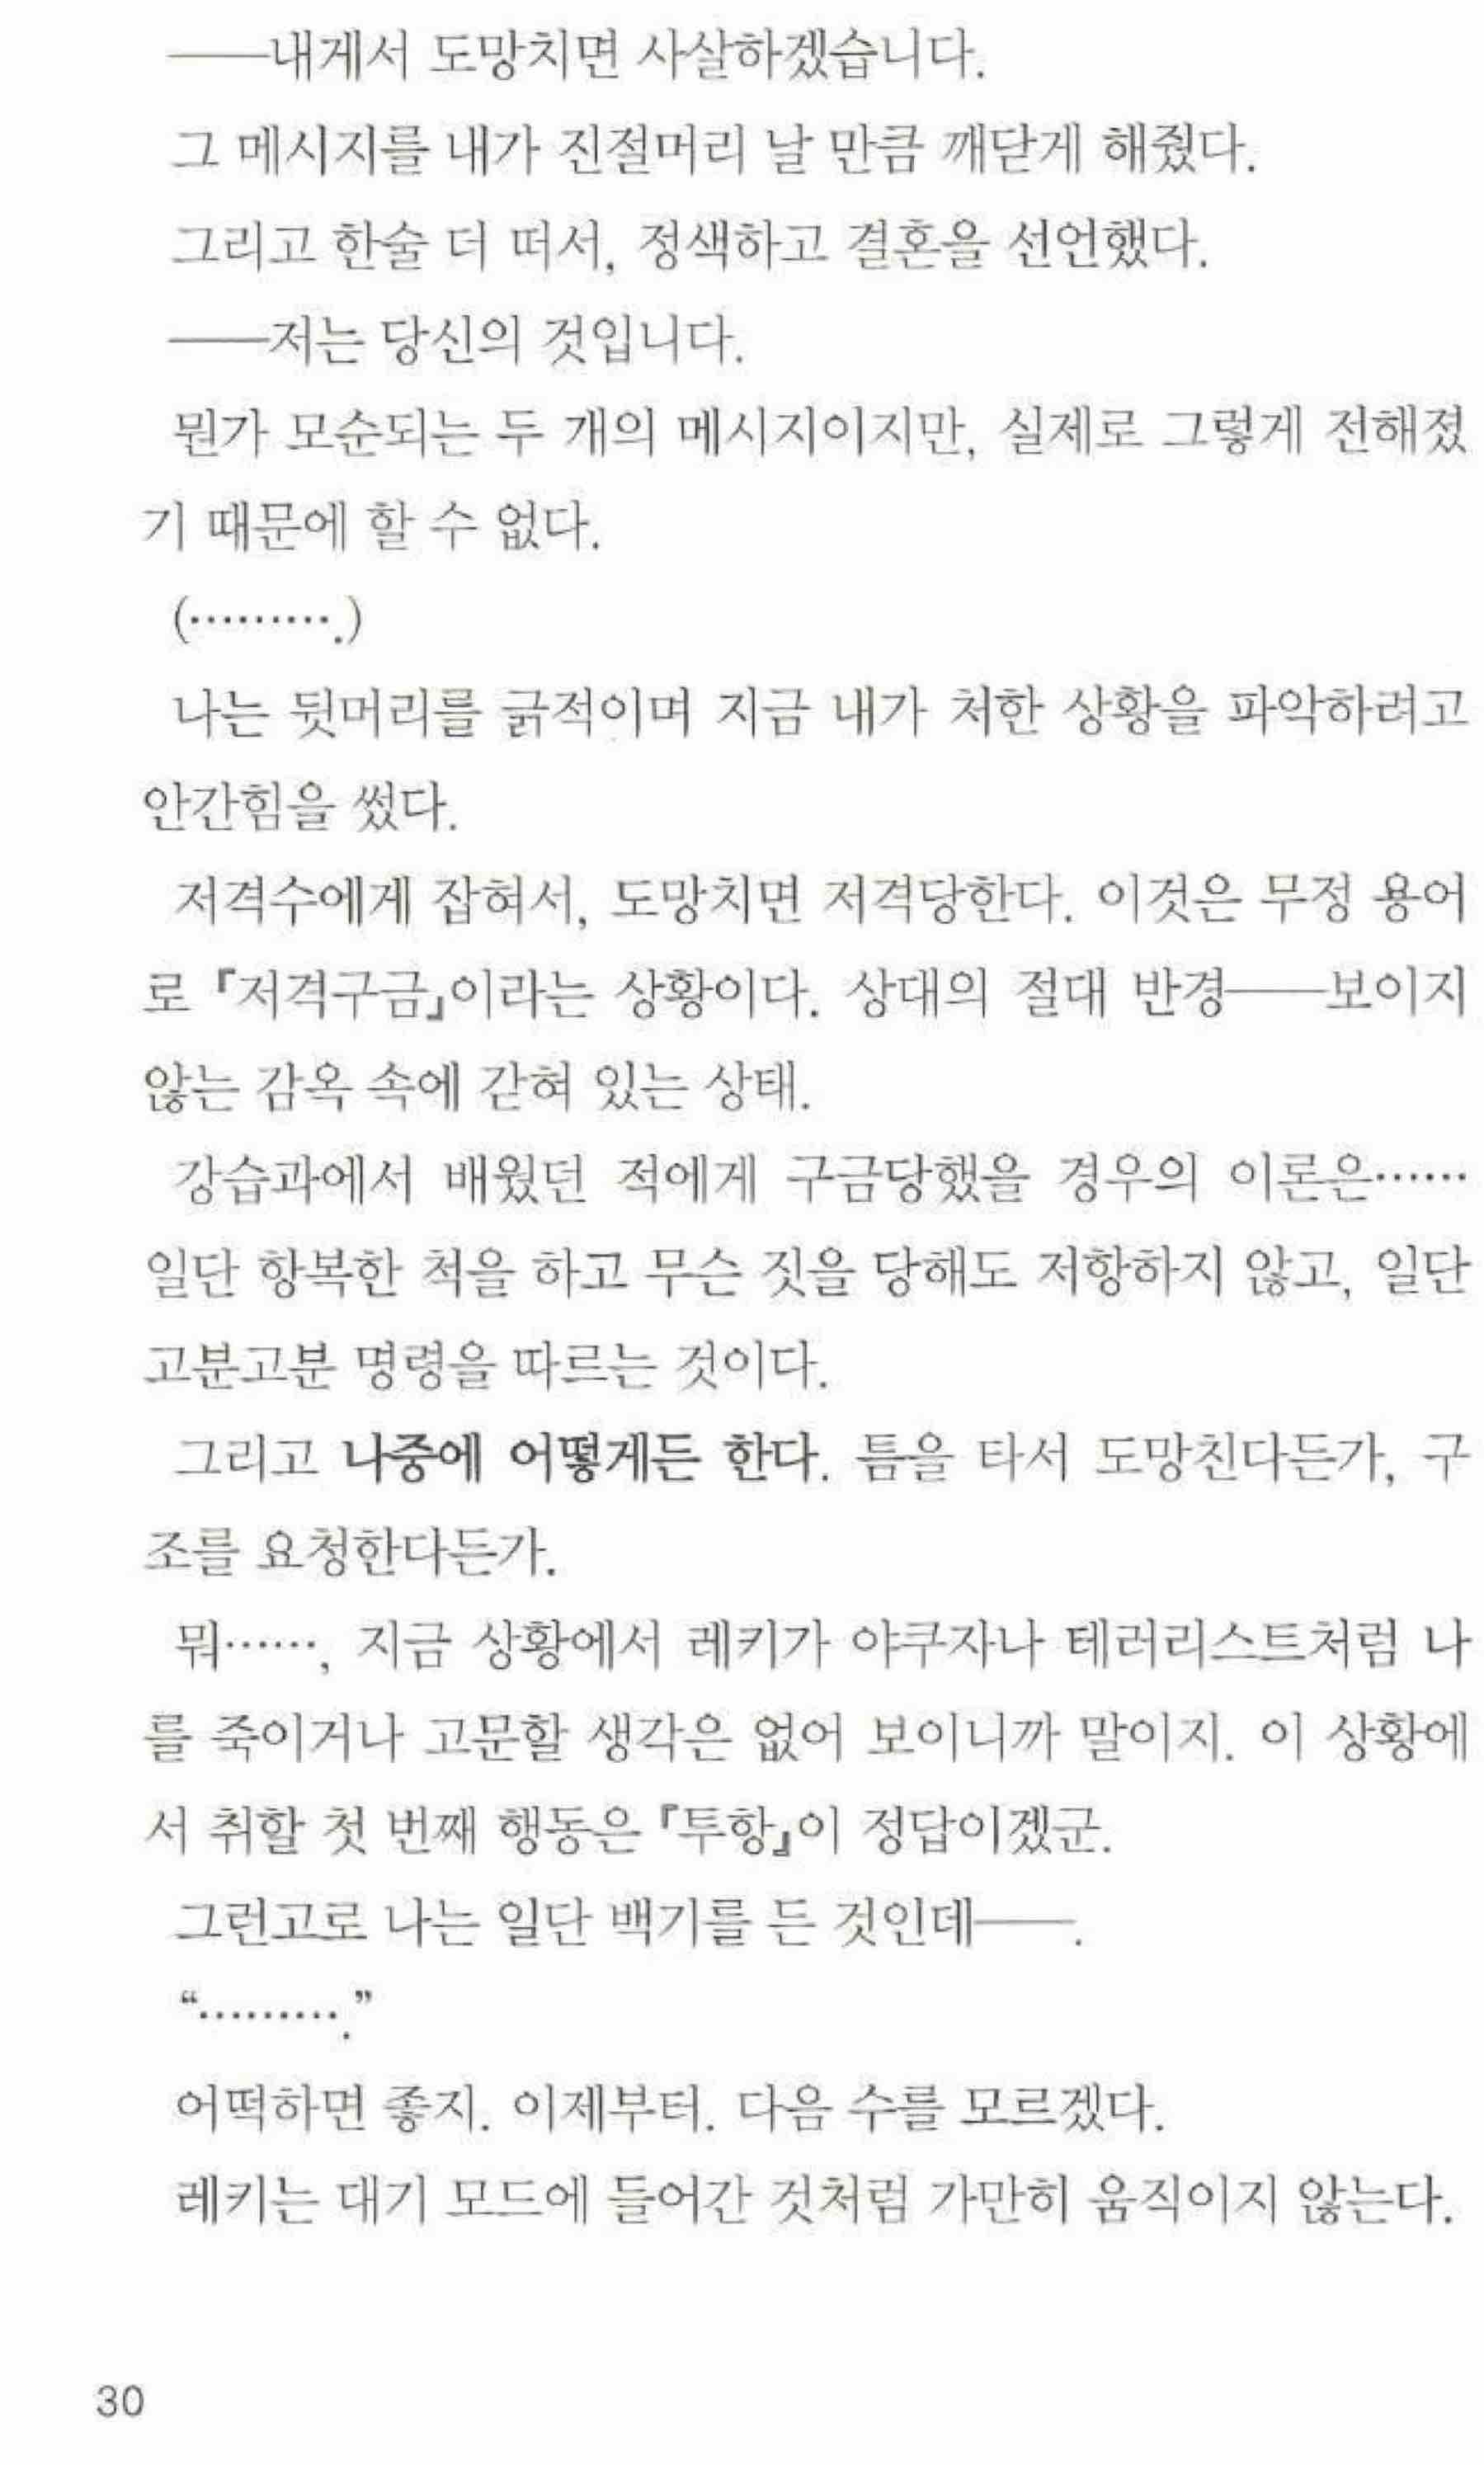 ──내게서 도망치면 사살하겠습니다.
그 메시지를 내가 진절머리 날 만큼 깨닫게 해줬다.
그리고 한술 더 떠서, 정색하고 결혼을 선언했다.
──저는 당신의 것입니다.
뭔가 모순되는 두 개의 메시지이지만, 실제로 그렇게 전해졌
기 때문에 할 수 없다.
(……….)
나는 뒷머리를 긁적이며 지금 내가 처한 상황을 파악하려고
안간힘을 썼다.
저격수에게 잡혀서, 도망치면 저격당한다. 이것은 무정 용어
로 『저격구금』이라는 상황이다. 상대의 절대 반경──보이지
않는 감옥 속에 갇혀 있는 상태.
강습과에서 배웠던 적에게 구금당했을 경우의 이론은……
일단 항복한 척을 하고 무슨 짓을 당해도 저항하지 않고, 일단
고분고분 명령을 따르는 것이다.
그리고 나중에 어떻게든 한다. 틈을 타서 도망친다든가, 구
조를 요청한다든가.
뭐……, 지금 상황에서 레키가 야쿠자나 테러리스트처럼 나
를 죽이거나 고문할 생각은 없어 보이니까 말이지. 이 상황에
서 취할 첫 번째 행동은 『투항』이 정답이겠군.
그런고로 나는 일단 백기를 든 것인데──.
“……….”
어떡하면 좋지. 이제부터. 다음 수를 모르겠다.
레키는 대기 모드에 들어간 것처럼 가만히 움직이지 않는다.
30